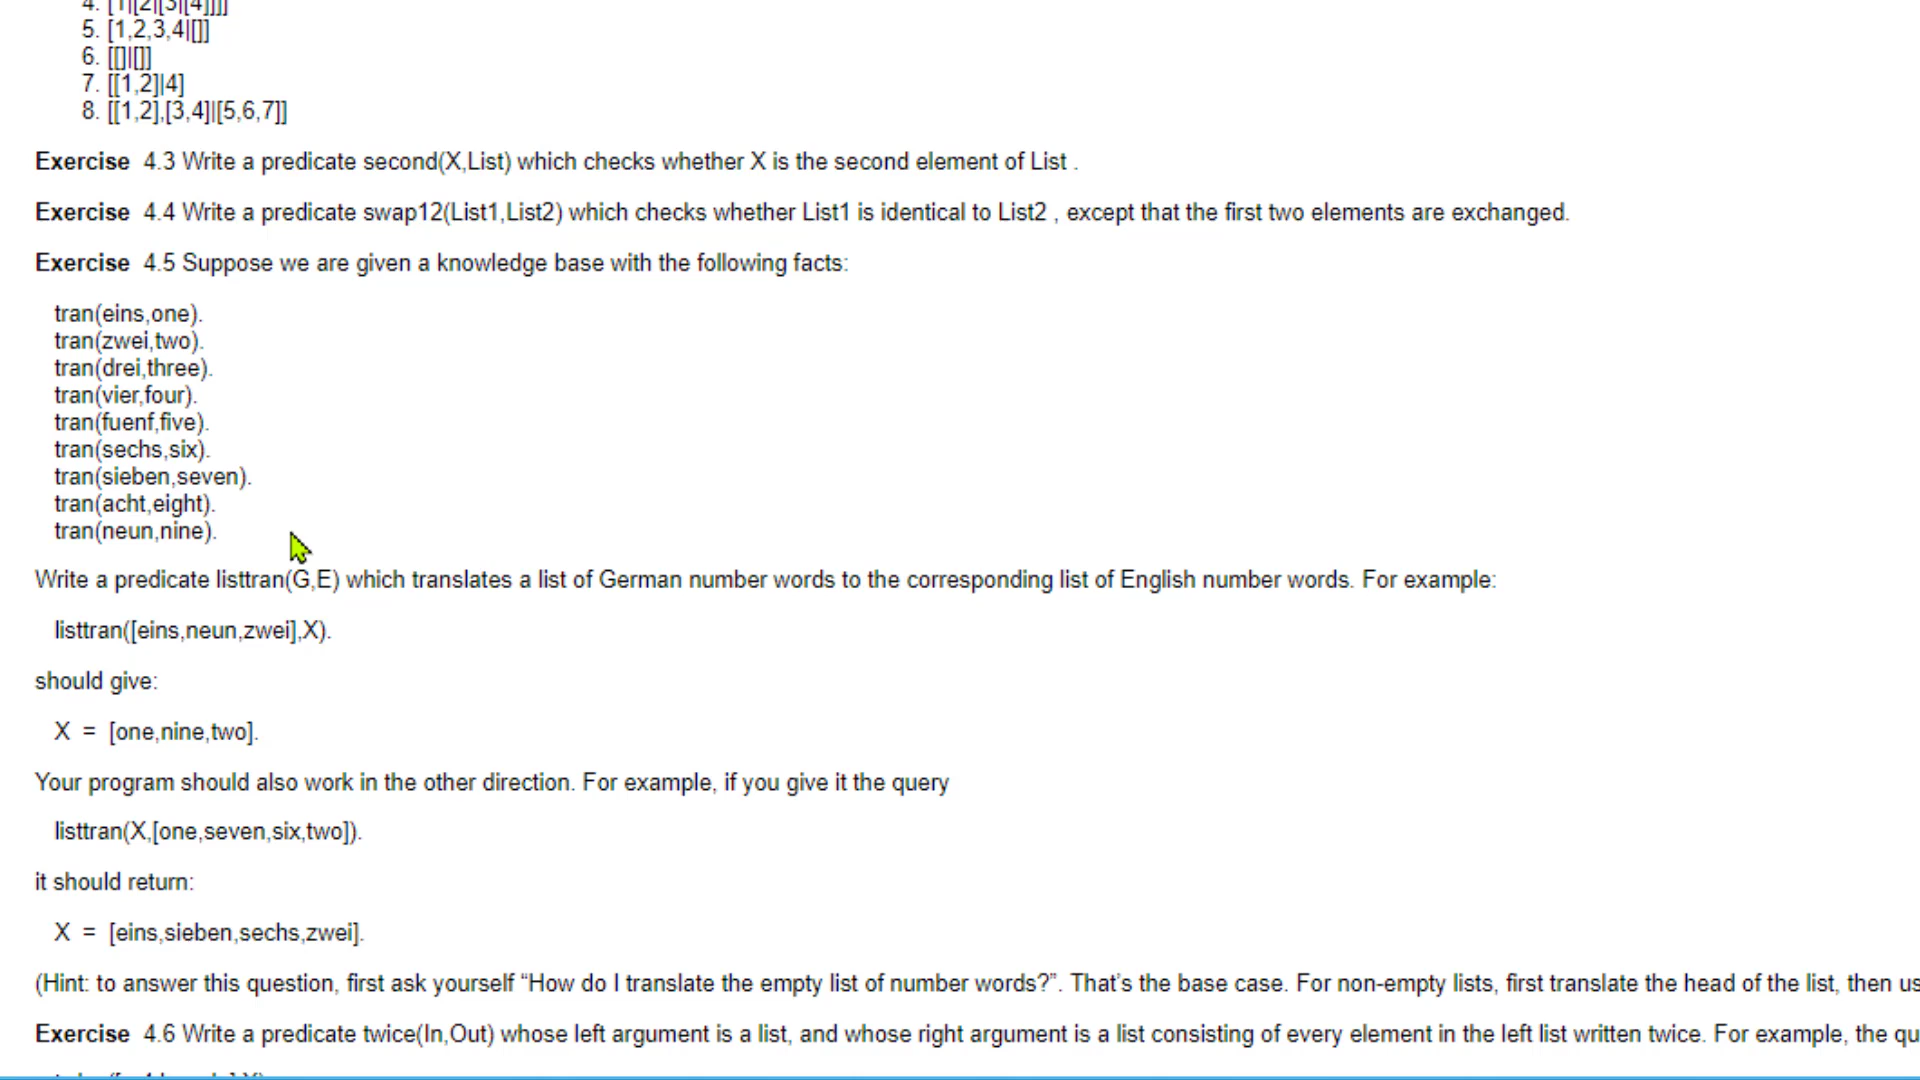 4. [1|[2|[3|[4]]]]
5. [1,2,3,4|[]]
6. [[]|[]]
7. [[1,2]|4]
8. [[1,2],[3,4]|[5,6,7]]
Exercise 4.3 Write a predicate second(X,List) which checks whether X is the second element of List .
Exercise 4.4 Write a predicate swap12(List1,List2) which checks whether List1 is identical to List2 , except that the first two elements are exchanged.
Exercise 4.5 Suppose we are given a knowledge base with the following facts:
tran(eins,one).
tran(zwei,two).
tran(drei,three).
tran(vier,four).
tran(fuenf,five).
tran(sechs,six).
tran(sieben,seven).
tran(acht,eight).
tran(neun,nine).
Write a predicate listtran(G,E) which translates a list of German number words to the corresponding list of English number words. For example:
listtran([eins,neun,zwei],X).
should give:
X = [one,nine,two].
Your program should also work in the other direction. For example, if you give it the query
listtran(X,[one,seven,six,two]).
it should return:
X = [eins,sieben,sechs,zwei].
(Hint: to answer this question, first ask yourself “How do I translate the empty list of number words?”. That’s the base case. For non-empty lists, first translate the head of the list, then us
Exercise 4.6 Write a predicate twice(In,Out) whose left argument is a list, and whose right argument is a list consisting of every element in the left list written twice. For example, the qu